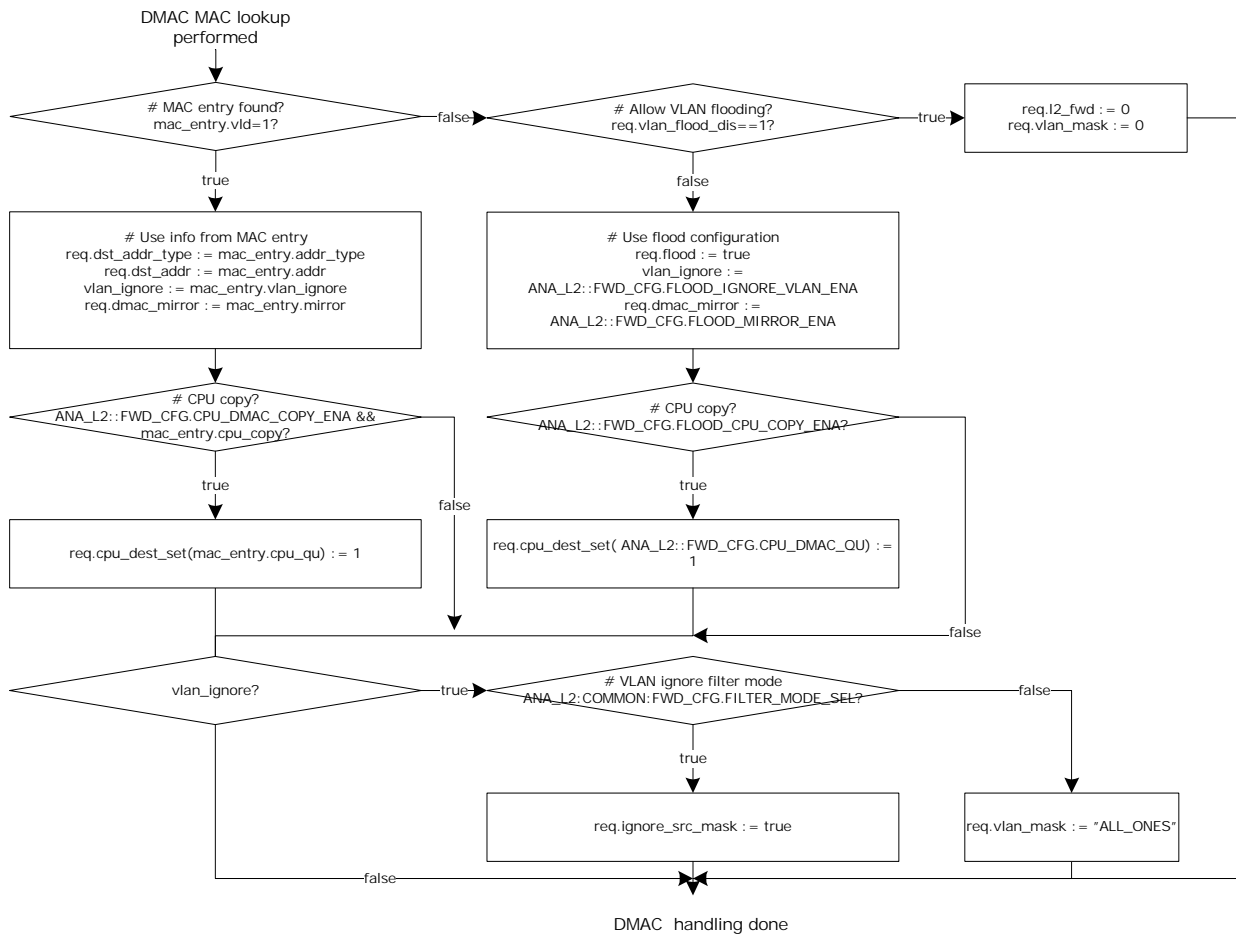 DMAC MAC lookup
performed
# MAC entry found?
mac_entry.vld=1?
false
# Allow VLAN flooding?
req.vlan_flood_dis==1?
true
req.l2_fwd := 0
req.vlan_mask := 0
true
false
# Use info from MAC entry
req.dst_addr_type := mac_entry.addr_type
req.dst_addr := mac_entry.addr
vlan_ignore := mac_entry.vlan_ignore
req.dmac_mirror := mac_entry.mirror
# Use flood configuration
req.flood := true
vlan_ignore :=
ANA_L2::FWD_CFG.FLOOD_IGNORE_VLAN_ENA
req.dmac_mirror :=
ANA_L2::FWD_CFG.FLOOD_MIRROR_ENA
# CPU copy?
ANA_L2::FWD_CFG.CPU_DMAC_COPY_ENA &&
mac_entry.cpu_copy?
# CPU copy?
ANA_L2::FWD_CFG.FLOOD_CPU_COPY_ENA?
true
false
true
req.cpu_dest_set(mac_entry.cpu_qu) := 1
req.cpu_dest_set( ANA_L2::FWD_CFG.CPU_DMAC_QU) :=
1
false
vlan_ignore?
true
# VLAN ignore filter mode
ANA_L2:COMMON:FWD_CFG.FILTER_MODE_SEL?
false
true
req.ignore_src_mask := true
req.vlan_mask := "ALL_ONES"
false
DMAC handling done